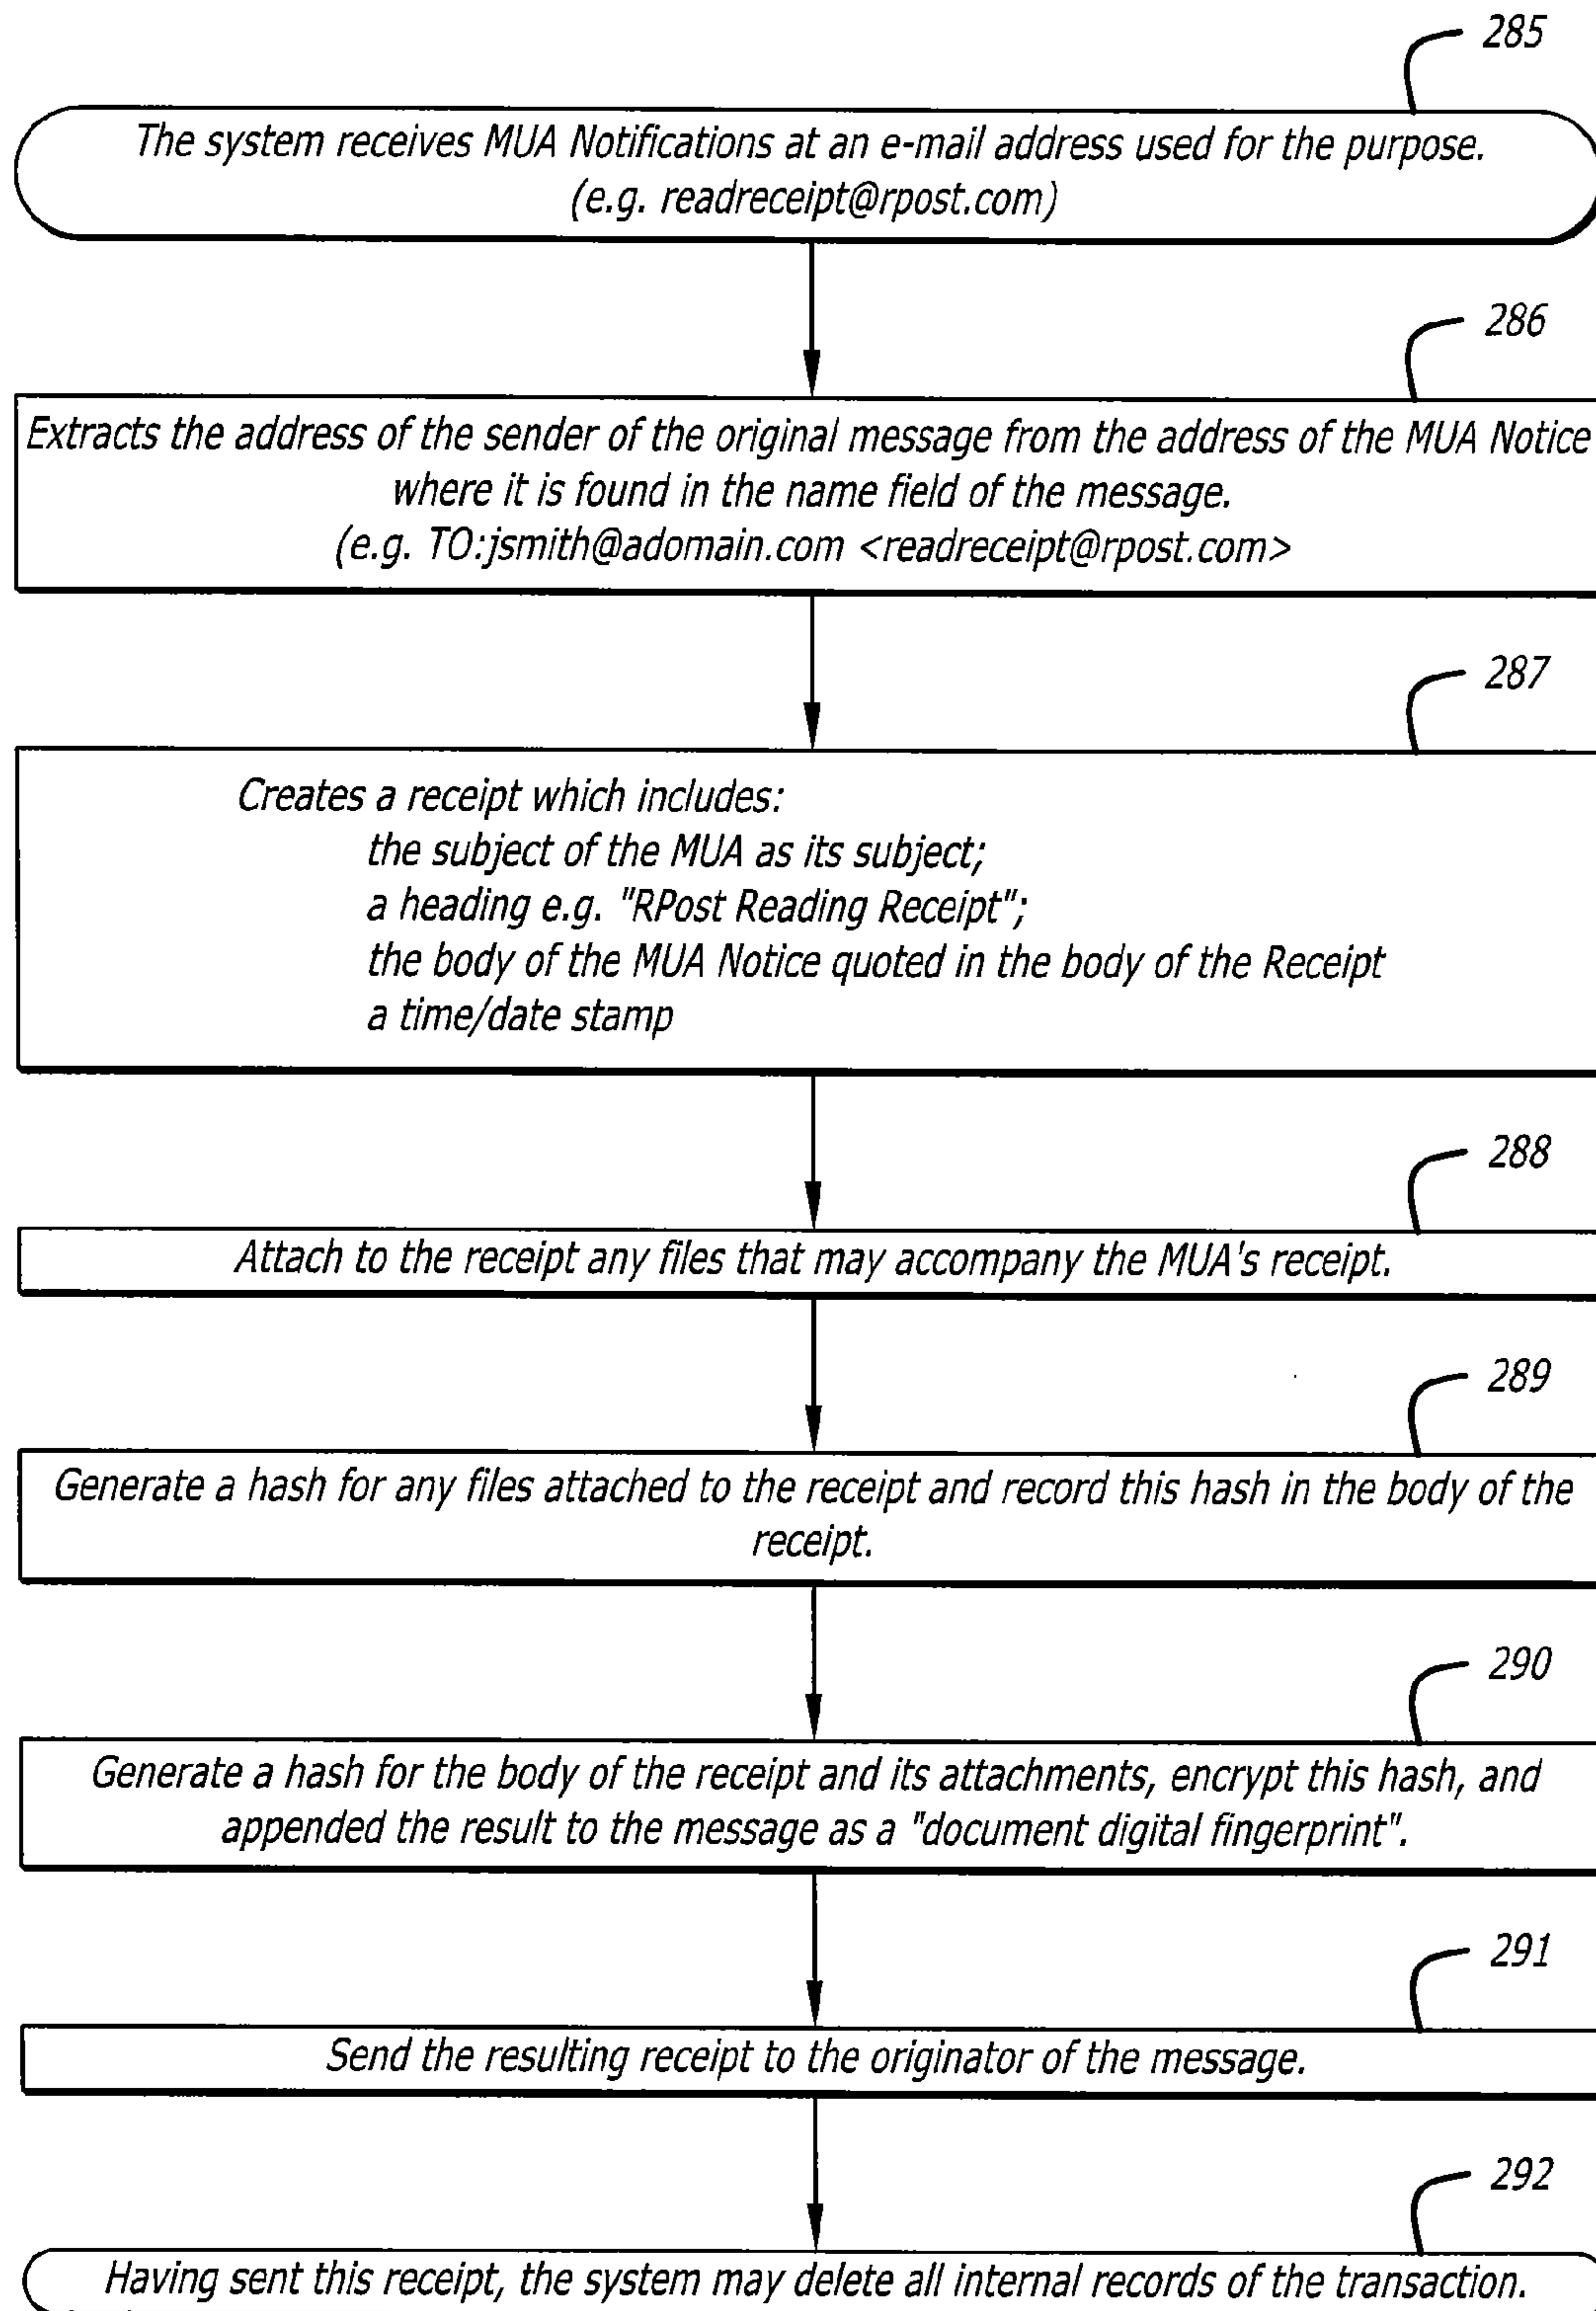 285
The system receives MUA Notifications at an e-mail address used for the purpose.
(e.g. readreceipt@rpost.com)
286
Extracts the address of the sender of the original message from the address of the MUA Notice
where it is found in the name field of the message.
(e.g. TO:jsmith@adomain.com <readreceipt@rpost.com>
287
Creates a receipt which includes:
the subject of the MUA as its subject;
a heading e.g. "RPost Reading Receipt";
the body of the MUA Notice quoted in the body of the Receipt
a time/date stamp
288
Attach to the receipt any files that may accompany the MUA's receipt.
289
Generate a hash for any files attached to the receipt and record this hash in the body of the
receipt.
290
Generate a hash for the body of the receipt and its attachments, encrypt this hash, and
appended the result to the message as a "document digital fingerprint".
291
Send the resulting receipt to the originator of the message.
292
Having sent this receipt, the system may delete all internal records of the transaction.